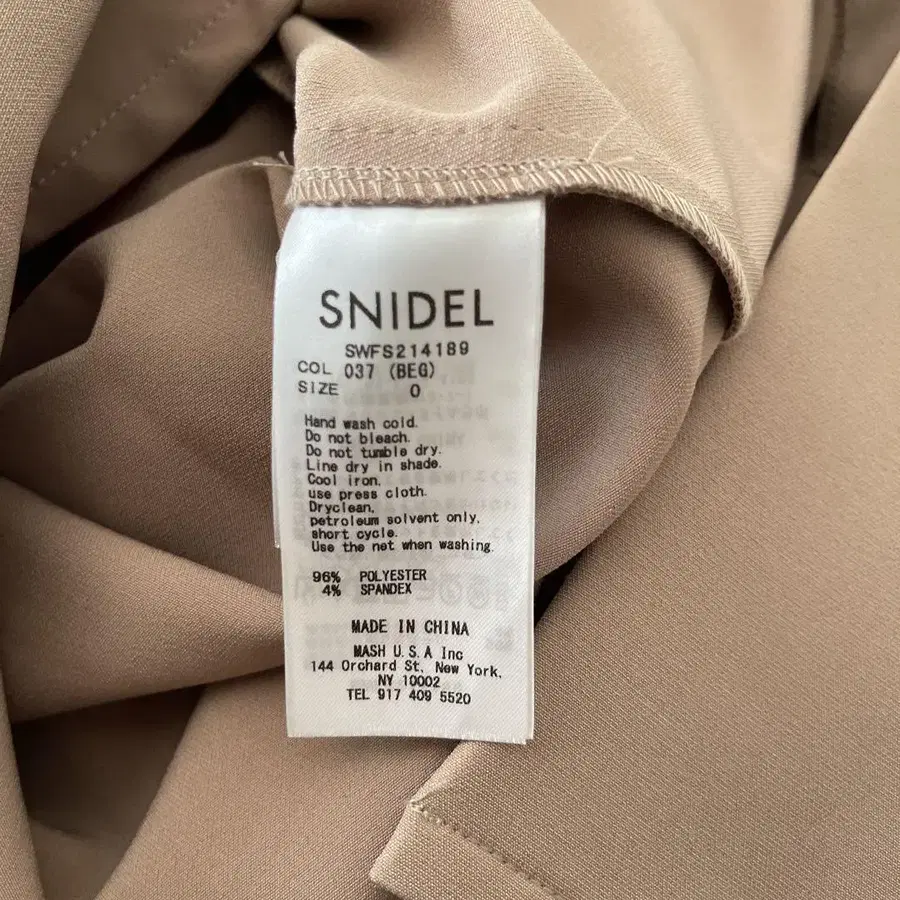 SNIDEL
SWFS214189
COL 037 (BEG)
SIZE 0
Hand wash cold.
Do not bleach.
Do not tumble dry.
Line dry in shade.
Cool iron,
use press cloth.
Dryclean,
petroleum solvent only,
short cycle.
Use the net when washing.
96% POLYESTER
4% SPANDEX
MADE IN CHINA
MASH U.S.A Inc
144 Orchard St, New York,
NY 10002
TEL 917 409 5520